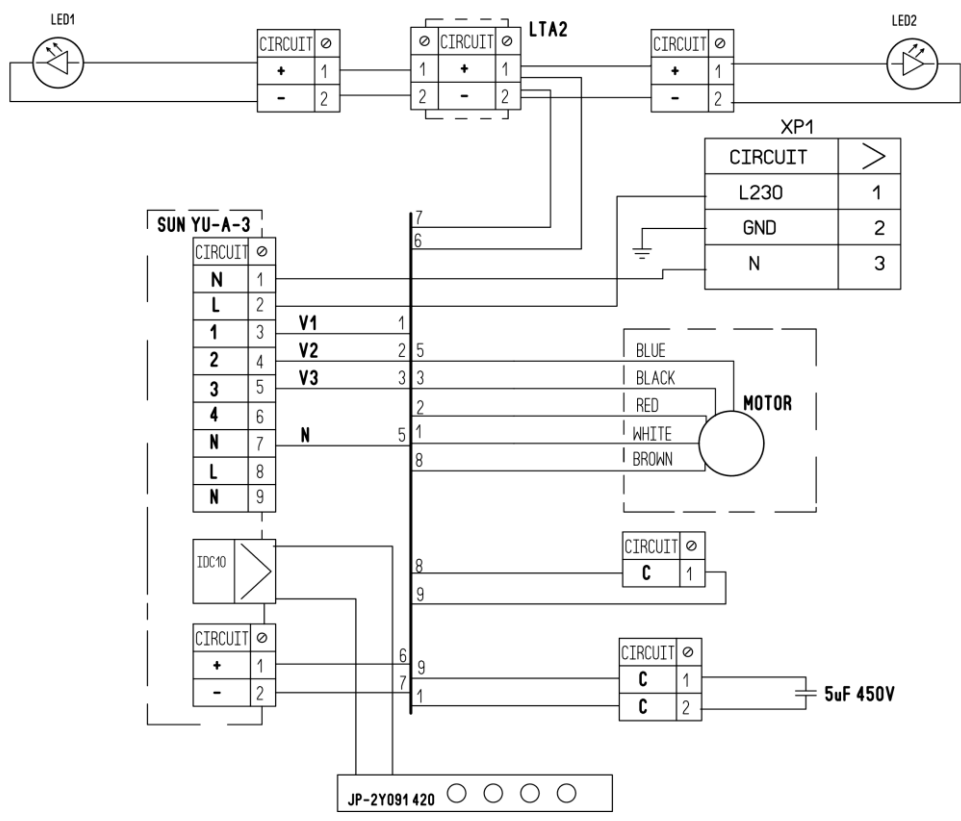 LED1
LED2
LTA2
CIRCUIT
+ 1
- 2
CIRCUIT
1 + 1
2 - 2
CIRCUIT
+ 1
- 2
XP1
CIRCUIT
L230 1
GND 2
N 3
SUN YU-A-3
CIRCUIT
N 1
L 2
1 3
2 4
3 5
4 6
N 7
L 8
N 9
7
6
V1 1
V2 2 5
V3 3 3
2
N 5 1
8
BLUE
BLACK
RED
WHITE
BROWN
MOTOR
IDC10
8
9
CIRCUIT
C 1
CIRCUIT
+ 1
- 2
6 9
7 1
CIRCUIT
C 1
C 2
5uF 450V
JP-2Y091 420